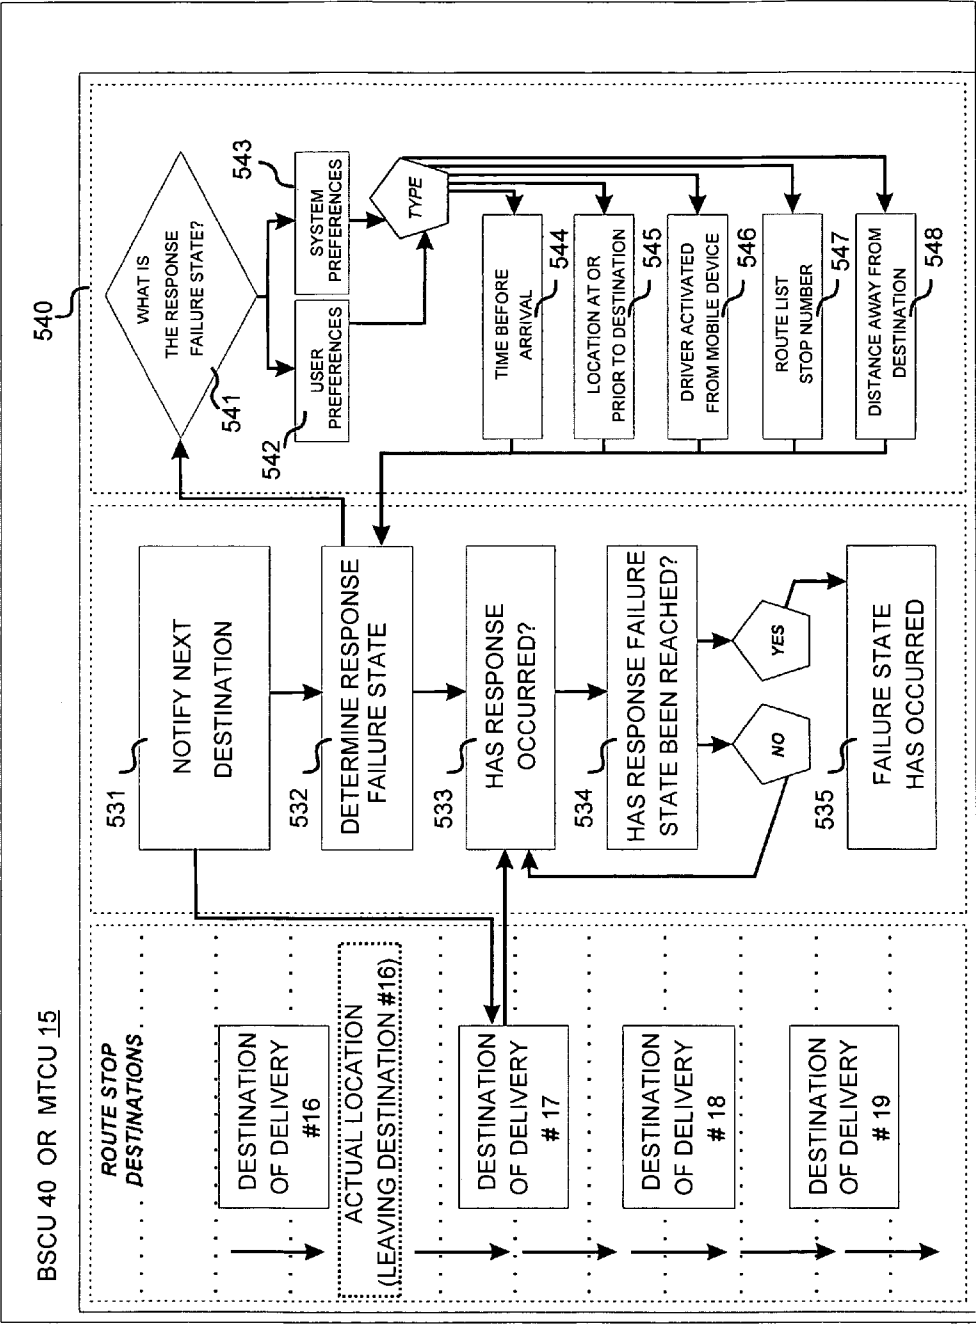 BSCU 40 OR MTCU 15
ROUTE STOP
DESTINATIONS
DESTINATION
OF DELIVERY
#16
ACTUAL LOCATION
(LEAVING DESTINATION #16)
DESTINATION
OF DELIVERY
# 17
DESTINATION
OF DELIVERY
# 18
DESTINATION
OF DELIVERY
# 19
531
NOTIFY NEXT
DESTINATION
532
DETERMINE RESPONSE
FAILURE STATE
533
HAS RESPONSE
OCCURRED?
534
HAS RESPONSE FAILURE
STATE BEEN REACHED?
NO
YES
535
FAILURE STATE
HAS OCCURRED
540
WHAT IS
THE RESPONSE
FAILURE STATE?
541
542
USER
PREFERENCES
543
SYSTEM
PREFERENCES
TYPE
TIME BEFORE
ARRIVAL
544
LOCATION AT OR
PRIOR TO DESTINATION
545
DRIVER ACTIVATED
FROM MOBILE DEVICE
546
ROUTE LIST
STOP NUMBER
547
DISTANCE AWAY FROM
DESTINATION
548